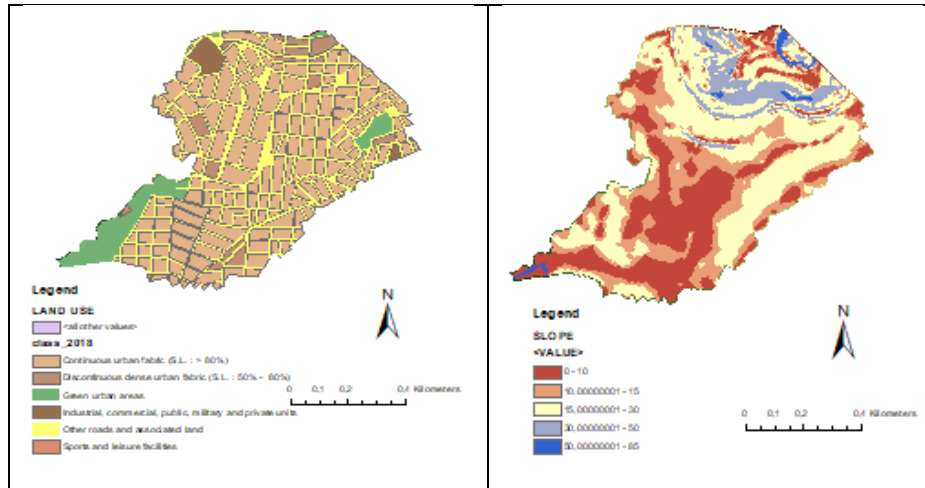 Legend
LAND USE
<all other values>
class_2018
Continuous urban fabric (S.L. : > 80%)
Discontinuous dense urban fabric (S.L. : 50% - 80%)
Green urban areas
Industrial, commercial, public, military and private units
Other roads and associated land
Sports and leisure facilities
N
0 0,1 0,2 0,4 Kilometers
Legend
SLOPE
<VALUE>
0-10
10,00000001-15
15,00000001-30
30,00000001-50
50,00000001-85
N
0 0,1 0,2 0,4 Kilometers